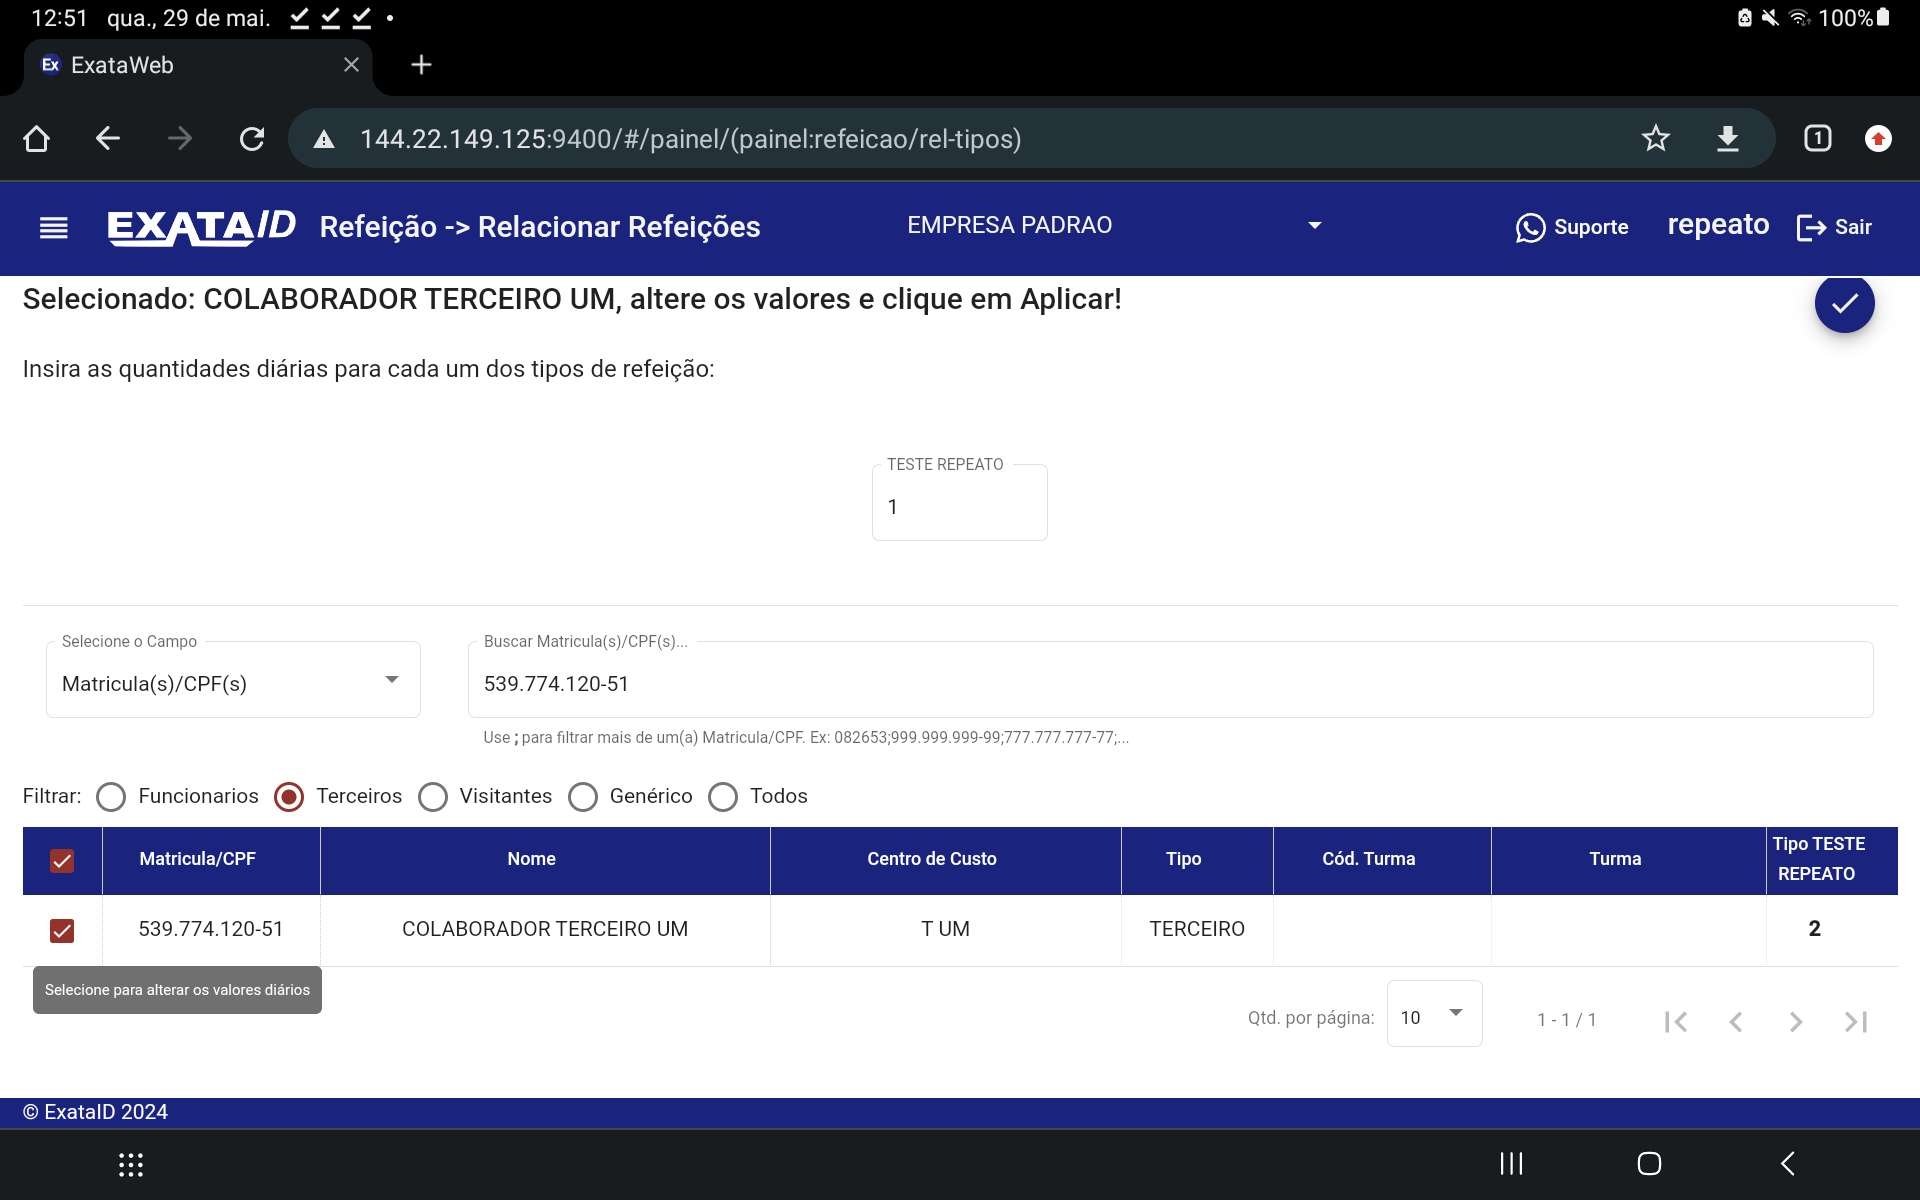 12:51 qua., 29 de mai. 100%
Ex ExataWeb
144.22.149.125:9400/#/painel/(painel:refeicao/rel-tipos) 1
EXATAID Refeição -> Relacionar Refeições EMPRESA PADRAO Suporte repeato Sair
Selecionado: COLABORADOR TERCEIRO UM, altere os valores e clique em Aplicar!
Insira as quantidades diárias para cada um dos tipos de refeição:
TESTE REPEATO
1
Selecione o Campo Buscar Matricula(s)/CPF(s)...
Matricula(s)/CPF(s) 539.774.120-51
Use ; para filtrar mais de um(a) Matricula/CPF. Ex: 082653;999.999.999-99;777.777.777-77;...
Filtrar: Funcionarios Terceiros Visitantes Genérico Todos
Matricula/CPF Nome Centro de Custo Tipo Cód. Turma Turma Tipo TESTE
REPEATO
539.774.120-51 COLABORADOR TERCEIRO UM T UM TERCEIRO 2
Selecione para alterar os valores diários
Qtd. por página: 10 1 - 1 / 1
© ExataID 2024